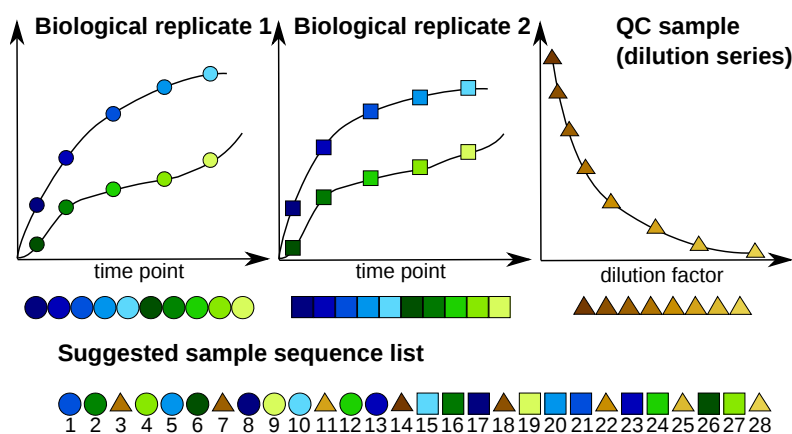 Biological replicate 1
Biological replicate 2
QC sample
(dilution series)
time point
time point
dilution factor
Suggested sample sequence list
1 2 3 4 5 6 7 8 9 10 11 12 13 14 15 16 17 18 19 20 21 22 23 24 25 26 27 28